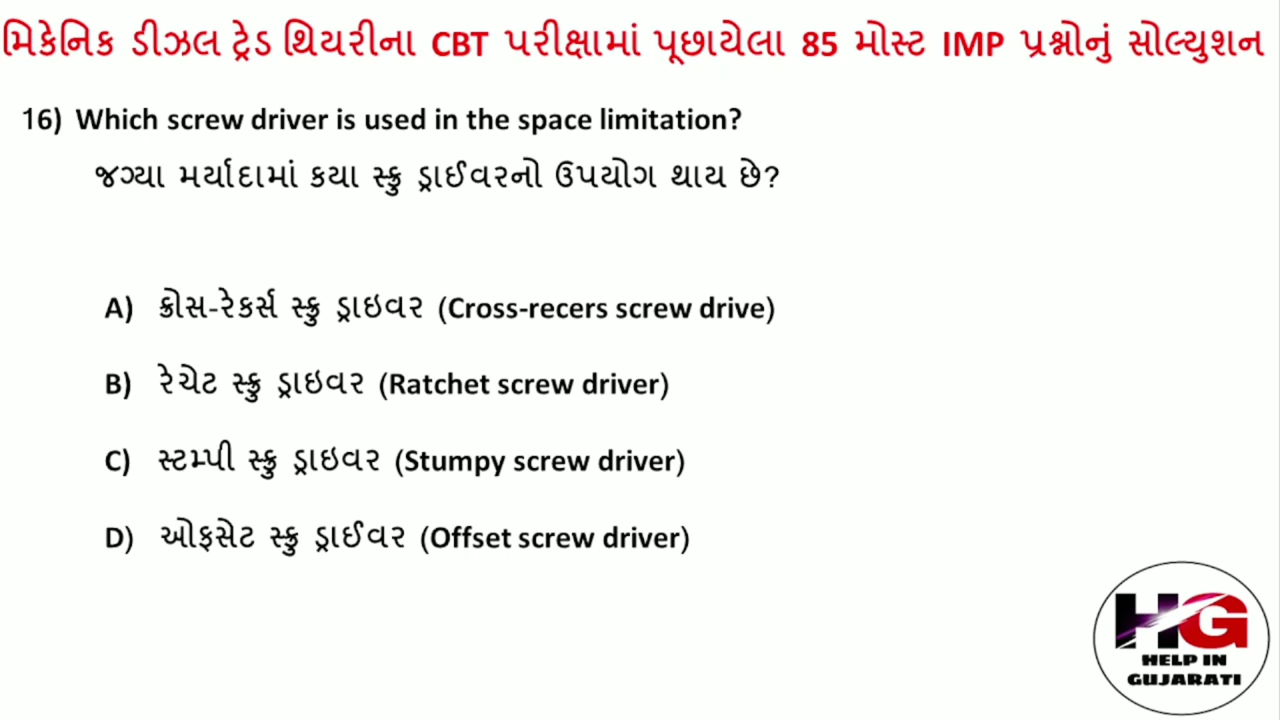 મિકેનિક ડીઝલ ટ્રેડ થિયરીના CBT પરીક્ષામાં પૂછાયેલા 85 મોસ્ટ IMP પ્રશ્નોનું સોલ્યુશન
16) Which screw driver is used in the space limitation?
જગ્યા મર્યાદામાં કયા સ્ક્રુ ડ્રાઈવરનો ઉપયોગ થાય છે?
A) ક્રોસ-રેકર્સ સ્ક્રુ ડ્રાઇવર (Cross-recers screw drive)
B) રેચેટ સ્ક્રુ ડ્રાઇવર (Ratchet screw driver)
C) સ્ટમ્પી સ્ક્રુ ડ્રાઇવર (Stumpy screw driver)
D) ઓફસેટ સ્ક્રુ ડ્રાઈવર (Offset screw driver)
HG
HELP IN
GUJARATI